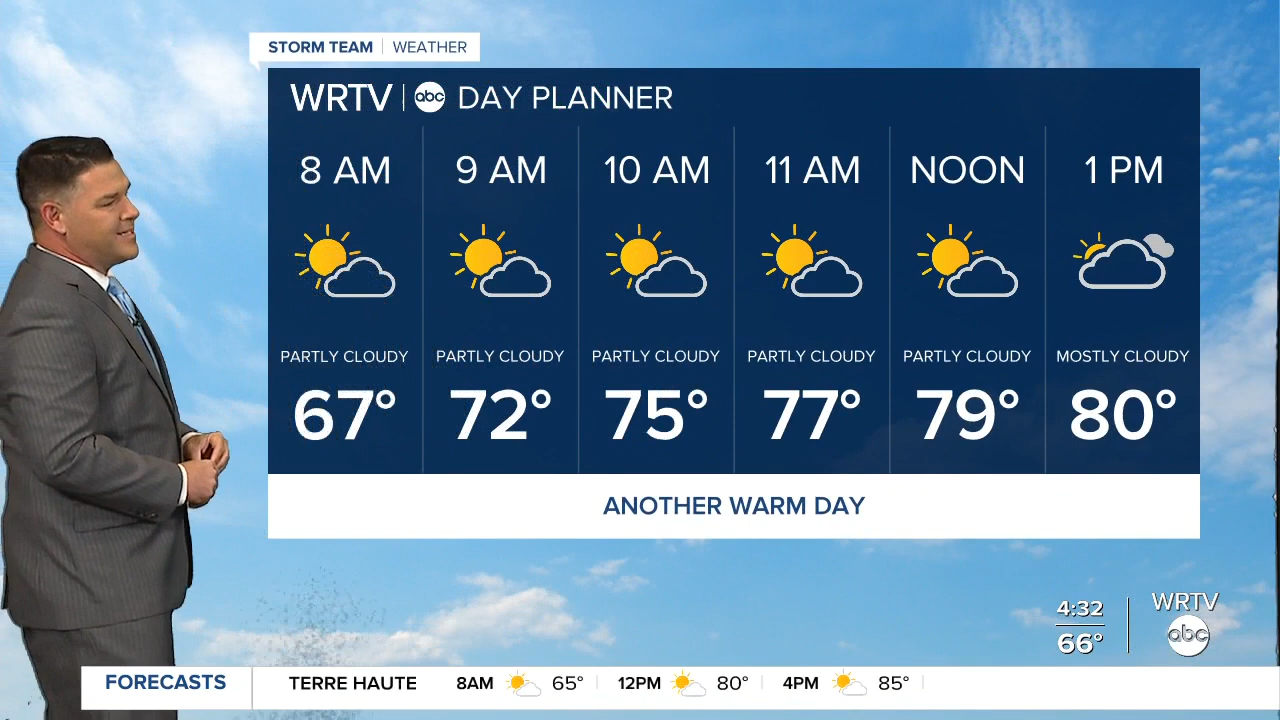 STORM TEAM | WEATHER
WRTV | abc DAY PLANNER
8 AM 9 AM 10 AM 11 AM NOON 1 PM
PARTLY CLOUDY PARTLY CLOUDY PARTLY CLOUDY PARTLY CLOUDY PARTLY CLOUDY MOSTLY CLOUDY
67° 72° 75° 77° 79° 80°
ANOTHER WARM DAY
4:32
66°
WRTV
abc
FORECASTS TERRE HAUTE 8AM 65° 12PM 80° 4PM 85°